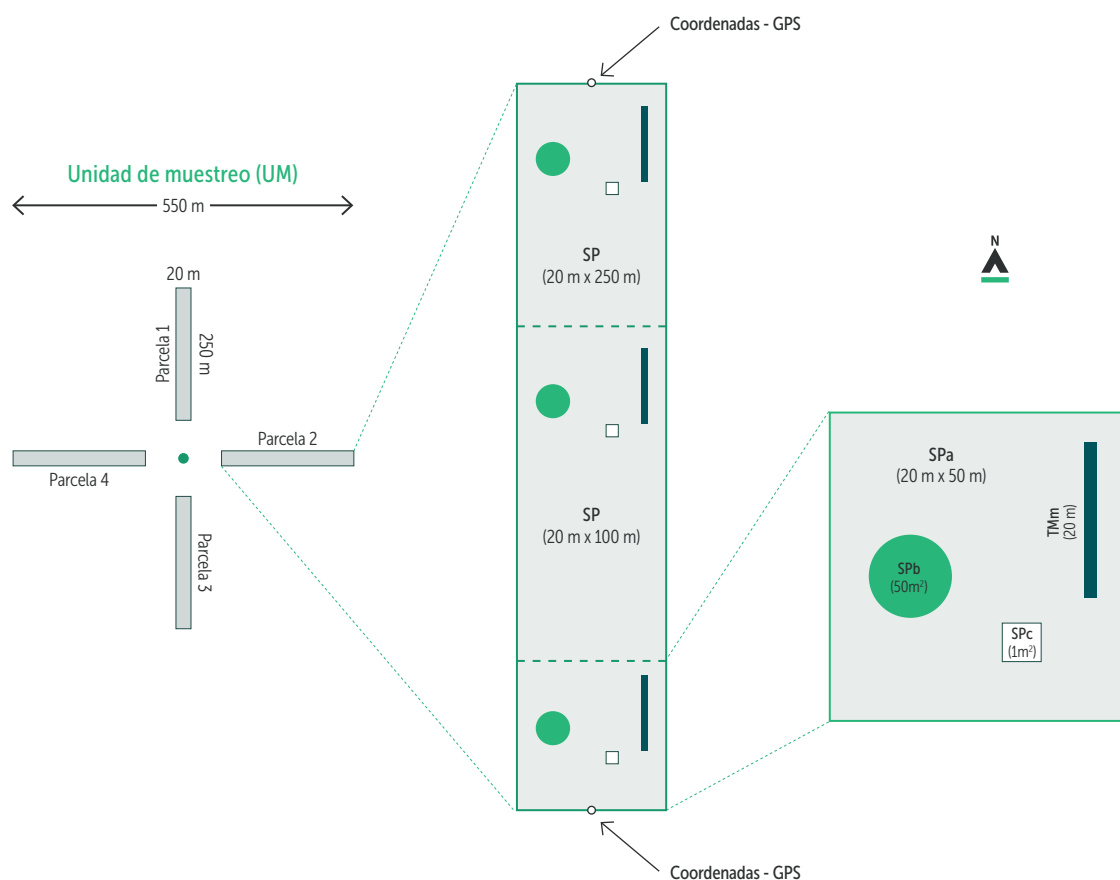 Coordenadas - GPS
Unidad de muestreo (UM)
550 m
20 m
Parcela 1
250 m
Parcela 2
Parcela 4
Parcela 3
SP
(20 m x 250 m)
SP
(20 m x 100 m)
N
SPa
(20 m x 50 m)
TMm
(20 m)
SPb
(50m²)
SPc
(1m²)
Coordenadas - GPS